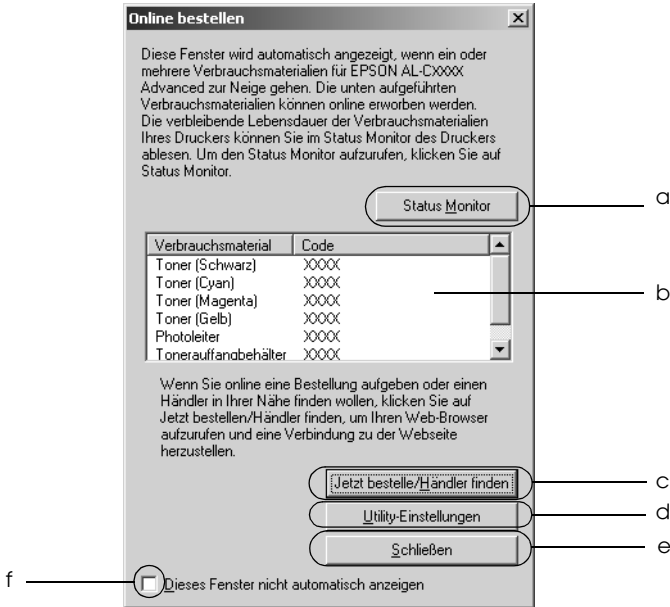 Online bestellen
Diese Fenster wird automatisch angezeigt, wenn ein oder
mehrere Verbrauchsmaterialien für EPSON AL-CXXXX
Advanced zur Neige gehen. Die unten aufgeführten
Verbrauchsmaterialien können online erworben werden.
Die verbleibende Lebensdauer der Verbrauchsmaterialien
Ihres Druckers können Sie im Status Monitor des Druckers
ablesen. Um den Status Monitor aufzurufen, klicken Sie auf
Status Monitor.
Status Monitor
a
Verbrauchsmaterial Code
Toner (Schwarz) XXXX
Toner (Cyan) XXXX
Toner (Magenta) XXXX
b
Toner (Gelb) XXXX
Photoleiter XXXX
Tonerauffangbehälter XXXX
Wenn Sie online eine Bestellung aufgeben oder einen
Händler in Ihrer Nähe finden wollen, klicken Sie auf
Jetzt bestellen/Händler finden, um Ihren Web-Browser
aufzurufen und eine Verbindung zu der Webseite
herzustellen.
Jetzt bestelle/Händler finden
c
Utility-Einstellungen
d
Schließen
e
f
Dieses Fenster nicht automatisch anzeigen